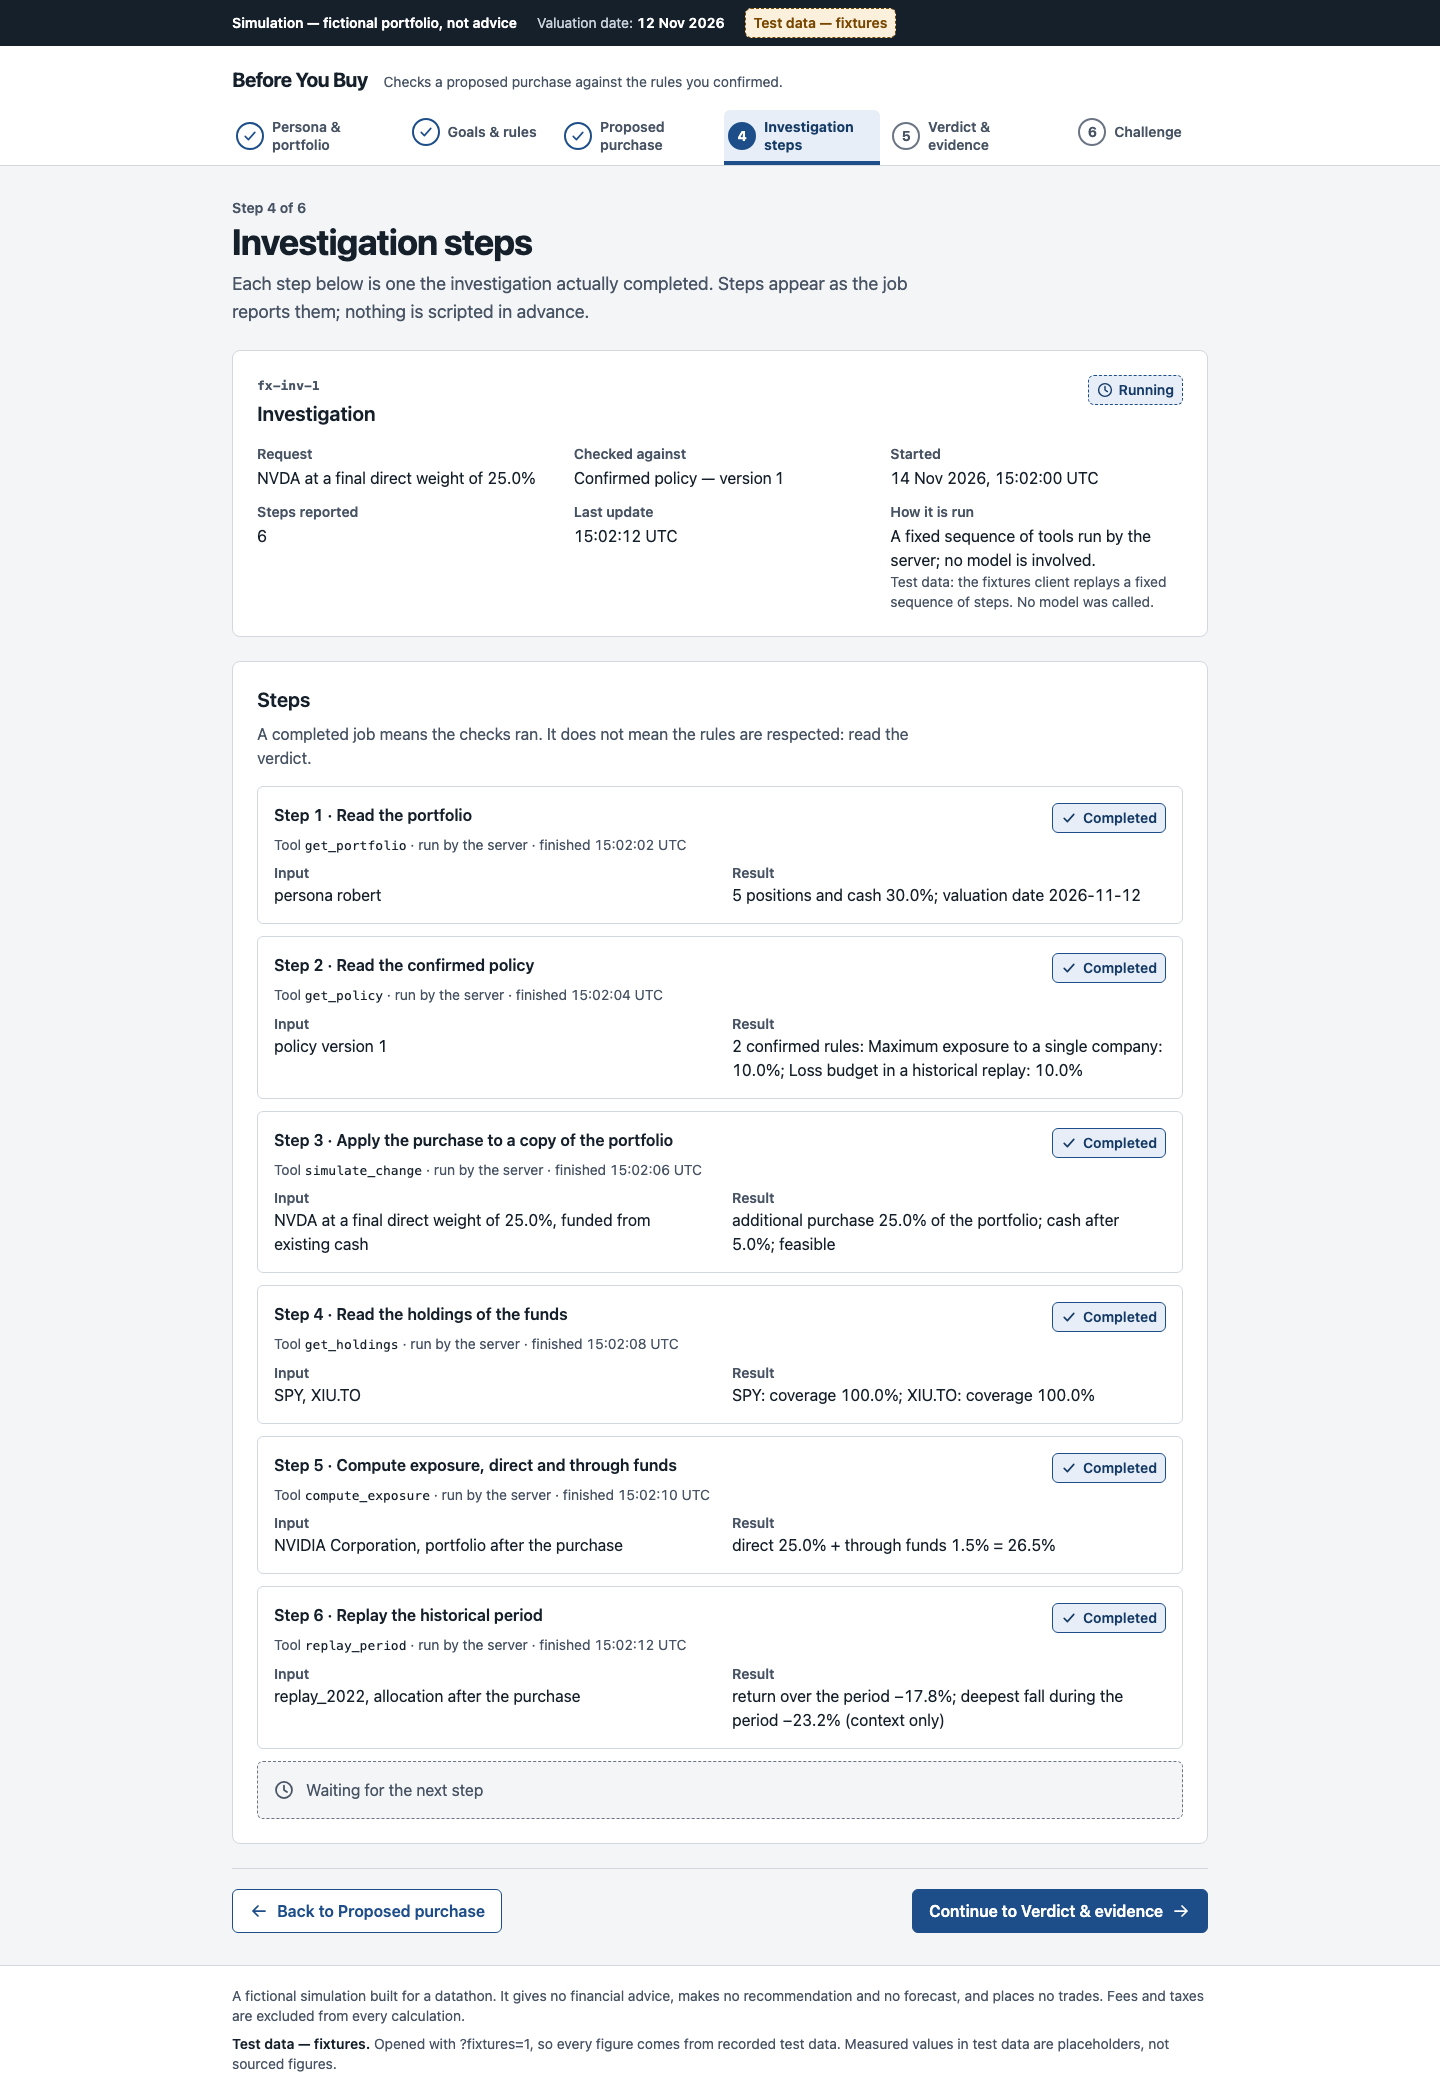 Simulation — fictional portfolio, not advice Valuation date: 12 Nov 2026 Test data — fixtures
Before You Buy Checks a proposed purchase against the rules you confirmed.
Persona & portfolio
Goals & rules
Proposed purchase
4 Investigation steps
5 Verdict & evidence
6 Challenge
Step 4 of 6
Investigation steps
Each step below is one the investigation actually completed. Steps appear as the job
reports them; nothing is scripted in advance.
fx-inv-1
Running
Investigation
Request
NVDA at a final direct weight of 25.0%
Checked against
Confirmed policy — version 1
Started
14 Nov 2026, 15:02:00 UTC
Steps reported
6
Last update
15:02:12 UTC
How it is run
A fixed sequence of tools run by the
server; no model is involved.
Test data: the fixtures client replays a fixed
sequence of steps. No model was called.
Steps
A completed job means the checks ran. It does not mean the rules are respected: read the
verdict.
Step 1 · Read the portfolio
Completed
Tool get_portfolio · run by the server · finished 15:02:02 UTC
Input
persona robert
Result
5 positions and cash 30.0%; valuation date 2026-11-12
Step 2 · Read the confirmed policy
Completed
Tool get_policy · run by the server · finished 15:02:04 UTC
Input
policy version 1
Result
2 confirmed rules: Maximum exposure to a single company:
10.0%; Loss budget in a historical replay: 10.0%
Step 3 · Apply the purchase to a copy of the portfolio
Completed
Tool simulate_change · run by the server · finished 15:02:06 UTC
Input
NVDA at a final direct weight of 25.0%, funded from
existing cash
Result
additional purchase 25.0% of the portfolio; cash after
5.0%; feasible
Step 4 · Read the holdings of the funds
Completed
Tool get_holdings · run by the server · finished 15:02:08 UTC
Input
SPY, XIU.TO
Result
SPY: coverage 100.0%; XIU.TO: coverage 100.0%
Step 5 · Compute exposure, direct and through funds
Completed
Tool compute_exposure · run by the server · finished 15:02:10 UTC
Input
NVIDIA Corporation, portfolio after the purchase
Result
direct 25.0% + through funds 1.5% = 26.5%
Step 6 · Replay the historical period
Completed
Tool replay_period · run by the server · finished 15:02:12 UTC
Input
replay_2022, allocation after the purchase
Result
return over the period −17.8%; deepest fall during the
period −23.2% (context only)
Waiting for the next step
← Back to Proposed purchase
Continue to Verdict & evidence →
A fictional simulation built for a datathon. It gives no financial advice, makes no recommendation and no forecast, and places no trades. Fees and taxes
are excluded from every calculation.
Test data — fixtures. Opened with ?fixtures=1, so every figure comes from recorded test data. Measured values in test data are placeholders, not
sourced figures.